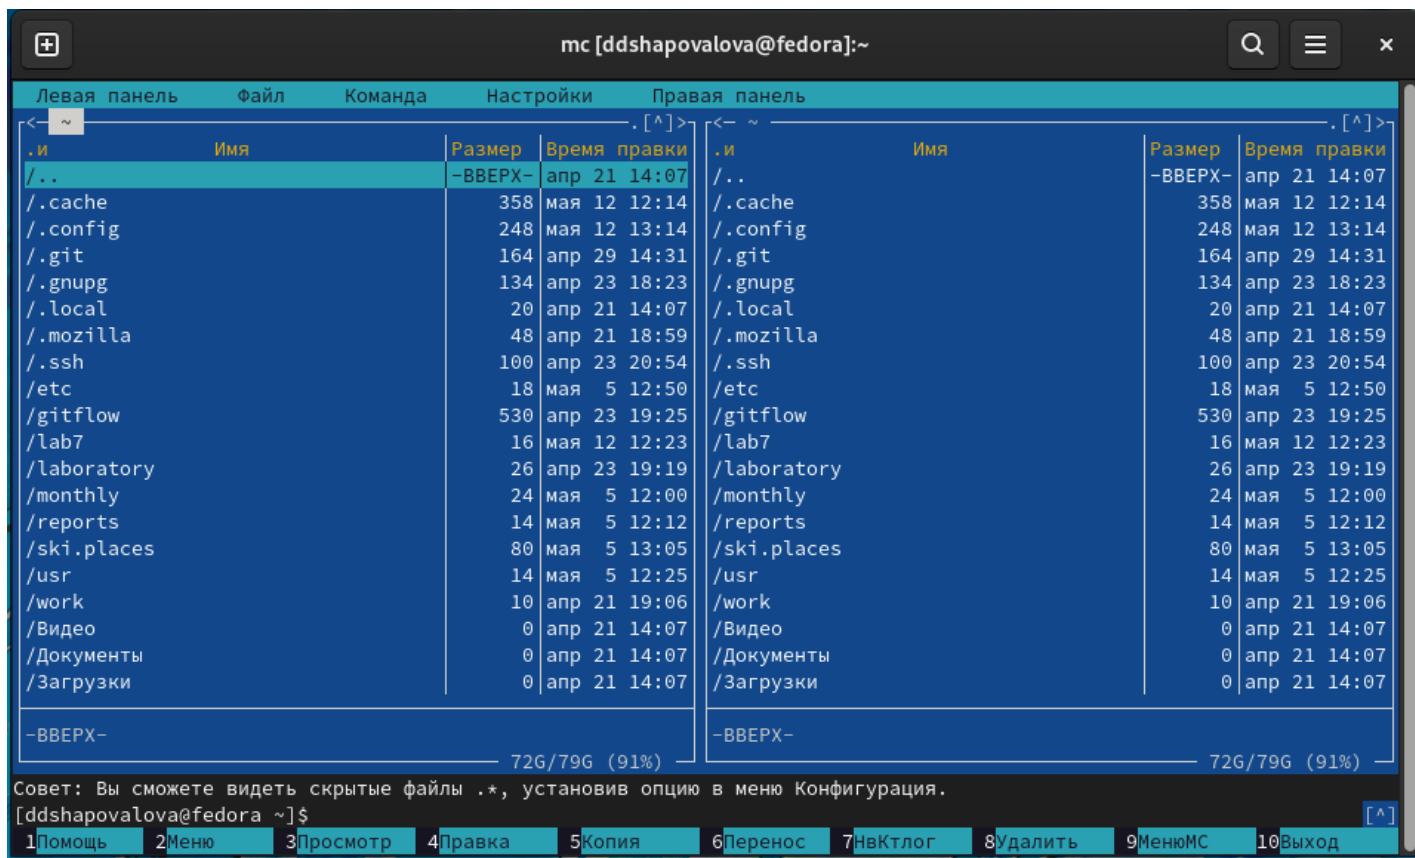 mc [ddshapovalova@fedora]:~
Левая панель Файл Команда Настройки Правая панель
<─ ~ .[^]> <─ ~ .[^]>
.и Имя Размер Время правки .и Имя Размер Время правки
/.. -ВВЕРХ- апр 21 14:07 /.. -ВВЕРХ- апр 21 14:07
/.cache 358 мая 12 12:14 /.cache 358 мая 12 12:14
/.config 248 мая 12 13:14 /.config 248 мая 12 13:14
/.git 164 апр 29 14:31 /.git 164 апр 29 14:31
/.gnupg 134 апр 23 18:23 /.gnupg 134 апр 23 18:23
/.local 20 апр 21 14:07 /.local 20 апр 21 14:07
/.mozilla 48 апр 21 18:59 /.mozilla 48 апр 21 18:59
/.ssh 100 апр 23 20:54 /.ssh 100 апр 23 20:54
/etc 18 мая 5 12:50 /etc 18 мая 5 12:50
/gitflow 530 апр 23 19:25 /gitflow 530 апр 23 19:25
/lab7 16 мая 12 12:23 /lab7 16 мая 12 12:23
/laboratory 26 апр 23 19:19 /laboratory 26 апр 23 19:19
/monthly 24 мая 5 12:00 /monthly 24 мая 5 12:00
/reports 14 мая 5 12:12 /reports 14 мая 5 12:12
/ski.places 80 мая 5 13:05 /ski.places 80 мая 5 13:05
/usr 14 мая 5 12:25 /usr 14 мая 5 12:25
/work 10 апр 21 19:06 /work 10 апр 21 19:06
/Видео 0 апр 21 14:07 /Видео 0 апр 21 14:07
/Документы 0 апр 21 14:07 /Документы 0 апр 21 14:07
/Загрузки 0 апр 21 14:07 /Загрузки 0 апр 21 14:07
-ВВЕРХ- -ВВЕРХ-
72G/79G (91%) 72G/79G (91%)
Совет: Вы сможете видеть скрытые файлы .*, установив опцию в меню Конфигурация.
[ddshapovalova@fedora ~]$ [^]
1Помощь 2Меню 3Просмотр 4Правка 5Копия 6Перенос 7НвКтлог 8Удалить 9МенюМС 10Выход